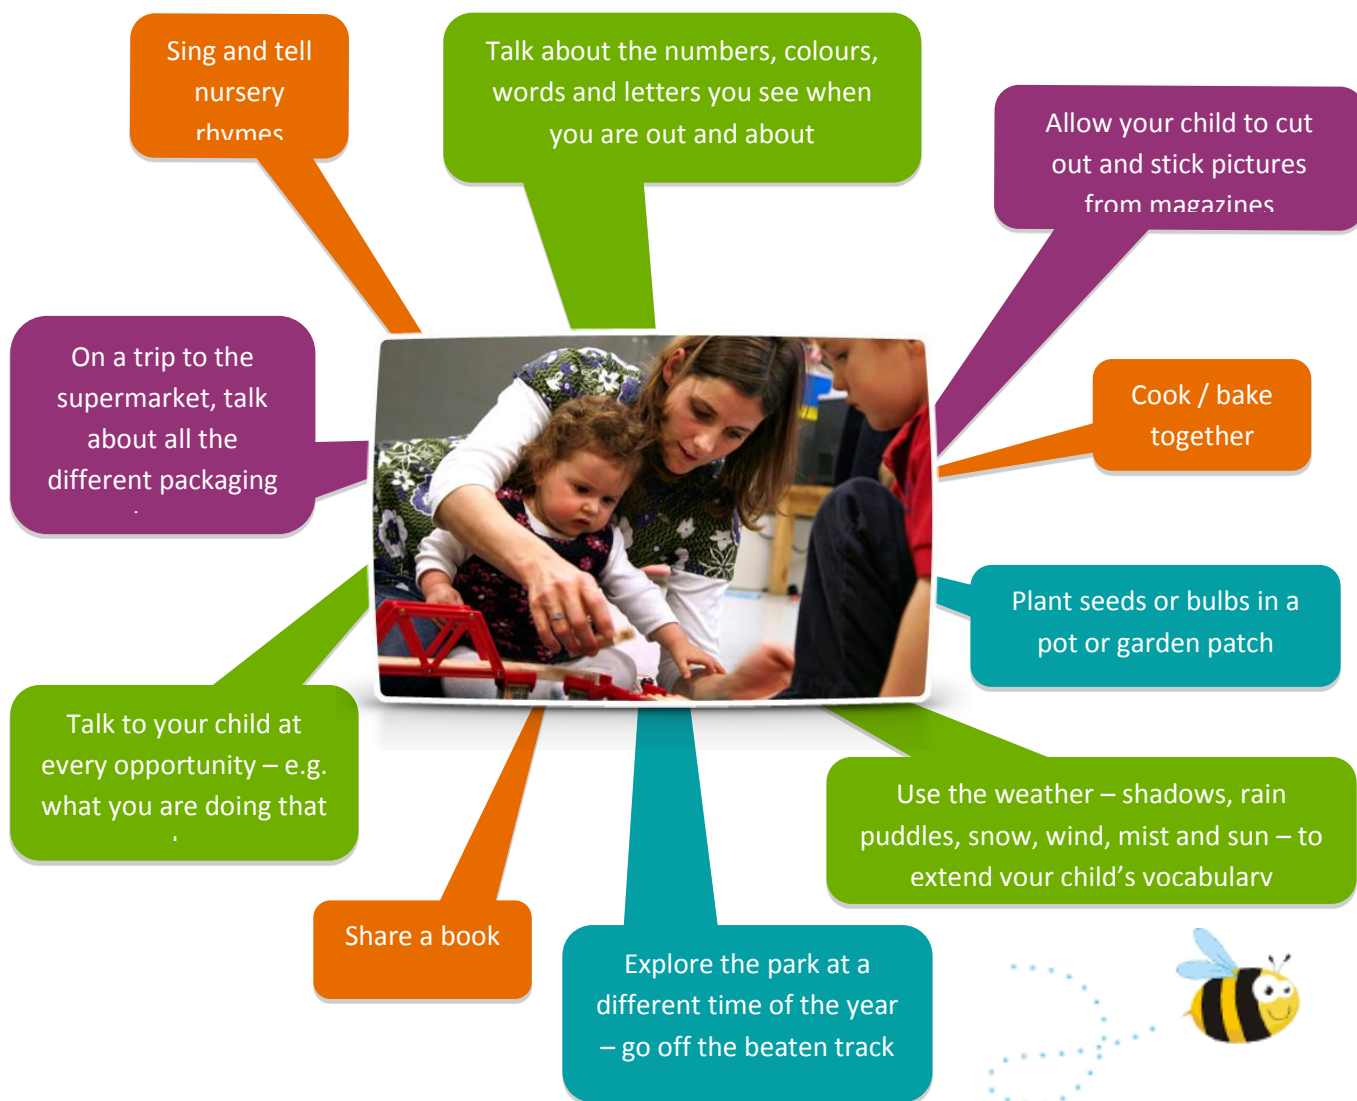 Sing and tell
nursery
rhymes
Talk about the numbers, colours,
words and letters you see when
you are out and about
Allow your child to cut
out and stick pictures
from magazines
On a trip to the
supermarket, talk
about all the
different packaging
Cook / bake
together
Plant seeds or bulbs in a
pot or garden patch
Talk to your child at
every opportunity – e.g.
what you are doing that
Use the weather – shadows, rain
puddles, snow, wind, mist and sun – to
extend your child’s vocabulary
Share a book
Explore the park at a
different time of the year
– go off the beaten track